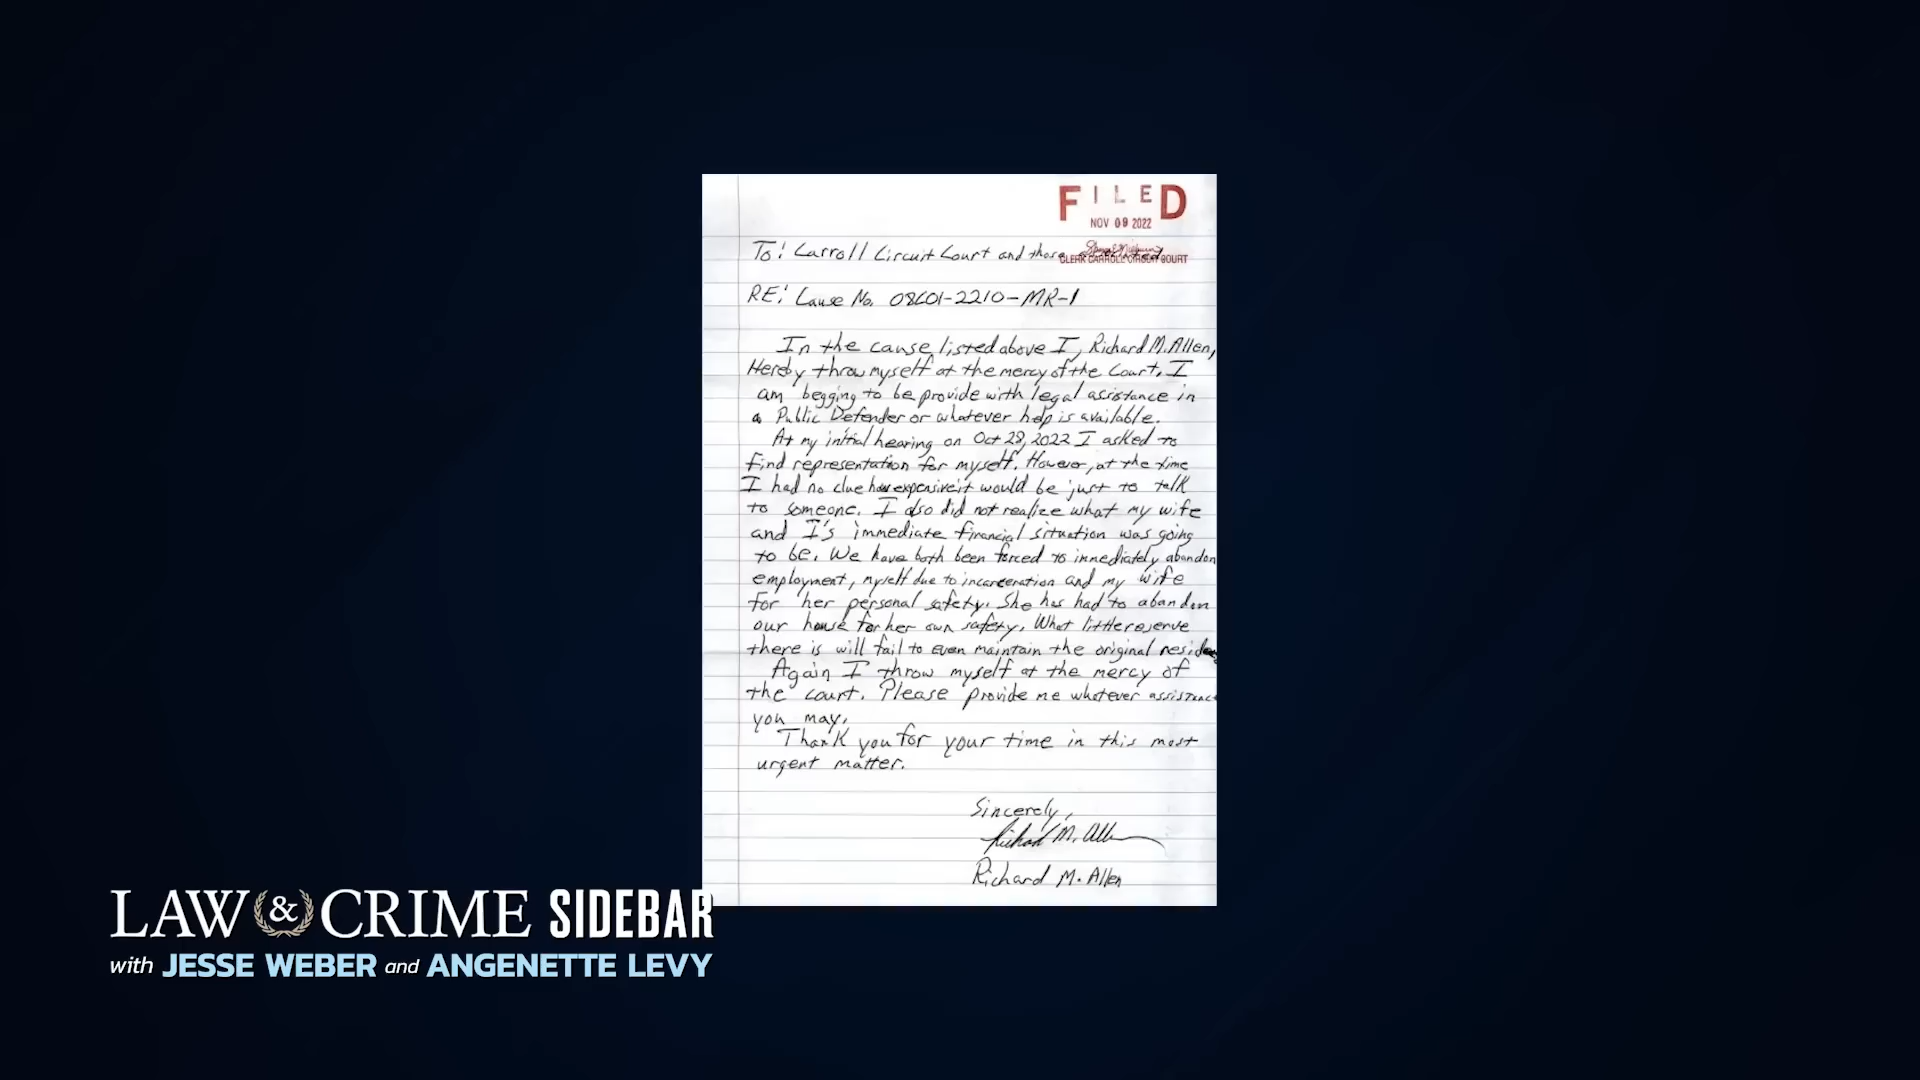 FILED
NOV 09 2022
To: Carroll Circuit Court and those
CLERK CARROLL CIRCUIT COURT
RE: Cause No. 08C01-2210-MR-1
In the cause listed above I, Richard M. Allen,
Hereby throw myself at the mercy of the Court. I
am begging to be provide with legal assistance in
a Public Defender or whatever help is available.
At my initial hearing on Oct 28, 2022 I asked to
find representation for myself. However, at the time
I had no clue how expensive it would be just to talk
to someone. I also did not realize what my wife
and I's immediate financial situation was going
to be. We have both been forced to immediately abandon
employment, myself due to incarceration and my wife
for her personal safety. She has had to abandon
our house for her own safety. What little reserve
there is will fail to even maintain the original
Again I throw myself at the mercy of
the court. Please provide me whatever assistance
you may.
Thank you for your time in this most
urgent matter.
Sincerely,
Richard M. Allen
Richard M. Allen
LAW & CRIME SIDEBAR
with JESSE WEBER and ANGENETTE LEVY